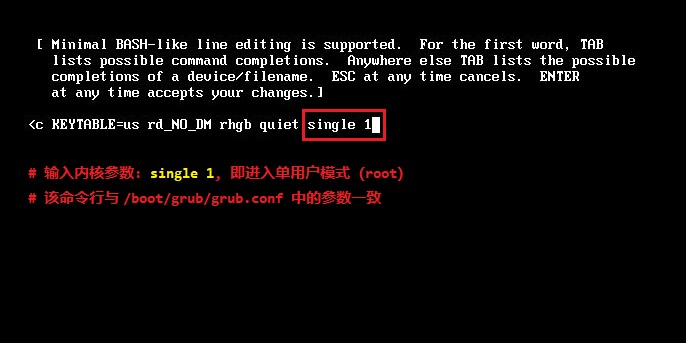 [ Minimal BASH-like line editing is supported.  For the first word, TAB
lists possible command completions.  Anywhere else TAB lists the possible
completions of a device/filename.  ESC at any time cancels.  ENTER
at any time accepts your changes.]
<c KEYTABLE=us rd_NO_DM rhgb quiet single 1
# 输入内核参数: single 1, 即进入单用户模式 (root)
# 该命令行与 /boot/grub/grub.conf 中的参数一致